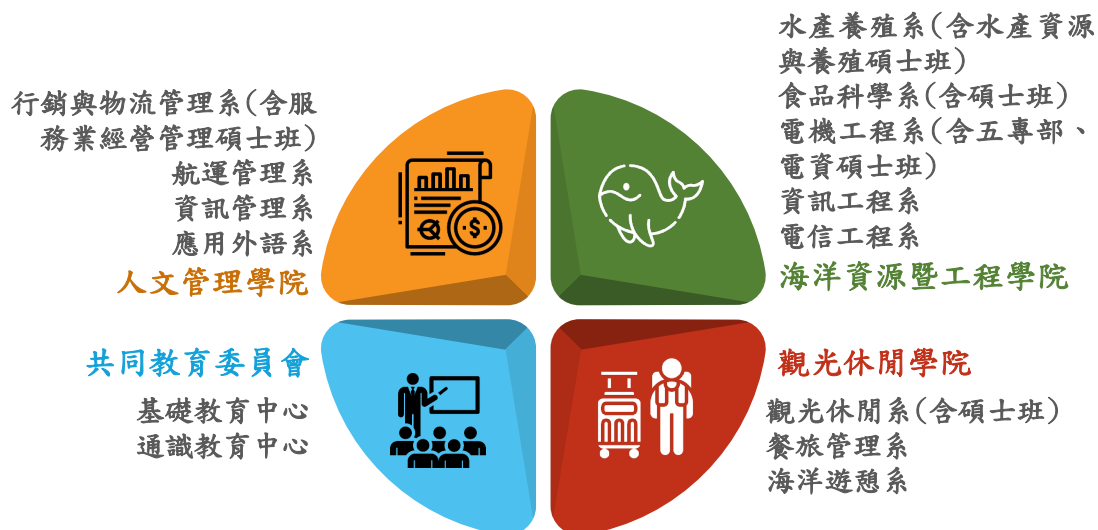 行銷與物流管理系(含服
務業經營管理碩士班)
航運管理系
資訊管理系
應用外語系
人文管理學院
水產養殖系(含水產資源
與養殖碩士班)
食品科學系(含碩士班)
電機工程系(含五專部、
電資碩士班)
資訊工程系
電信工程系
海洋資源暨工程學院
共同教育委員會
基礎教育中心
通識教育中心
觀光休閒學院
觀光休閒系(含碩士班)
餐旅管理系
海洋遊憩系